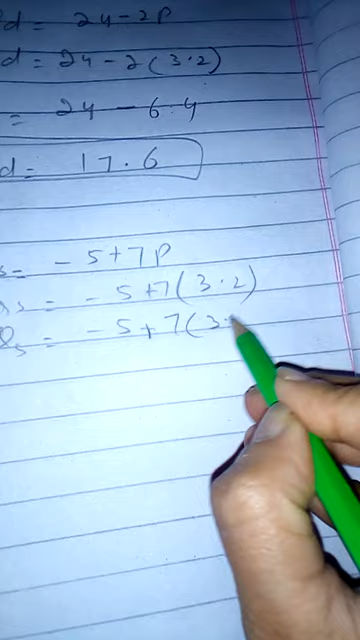 d = 24 - 2P
d = 24 - 2 ( 3.2 )
= 24 - 6.4
d = 17.6
s = - 5 + 7P
s = - 5 + 7 ( 3.2 )
Qs = - 5 + 7 ( 3.